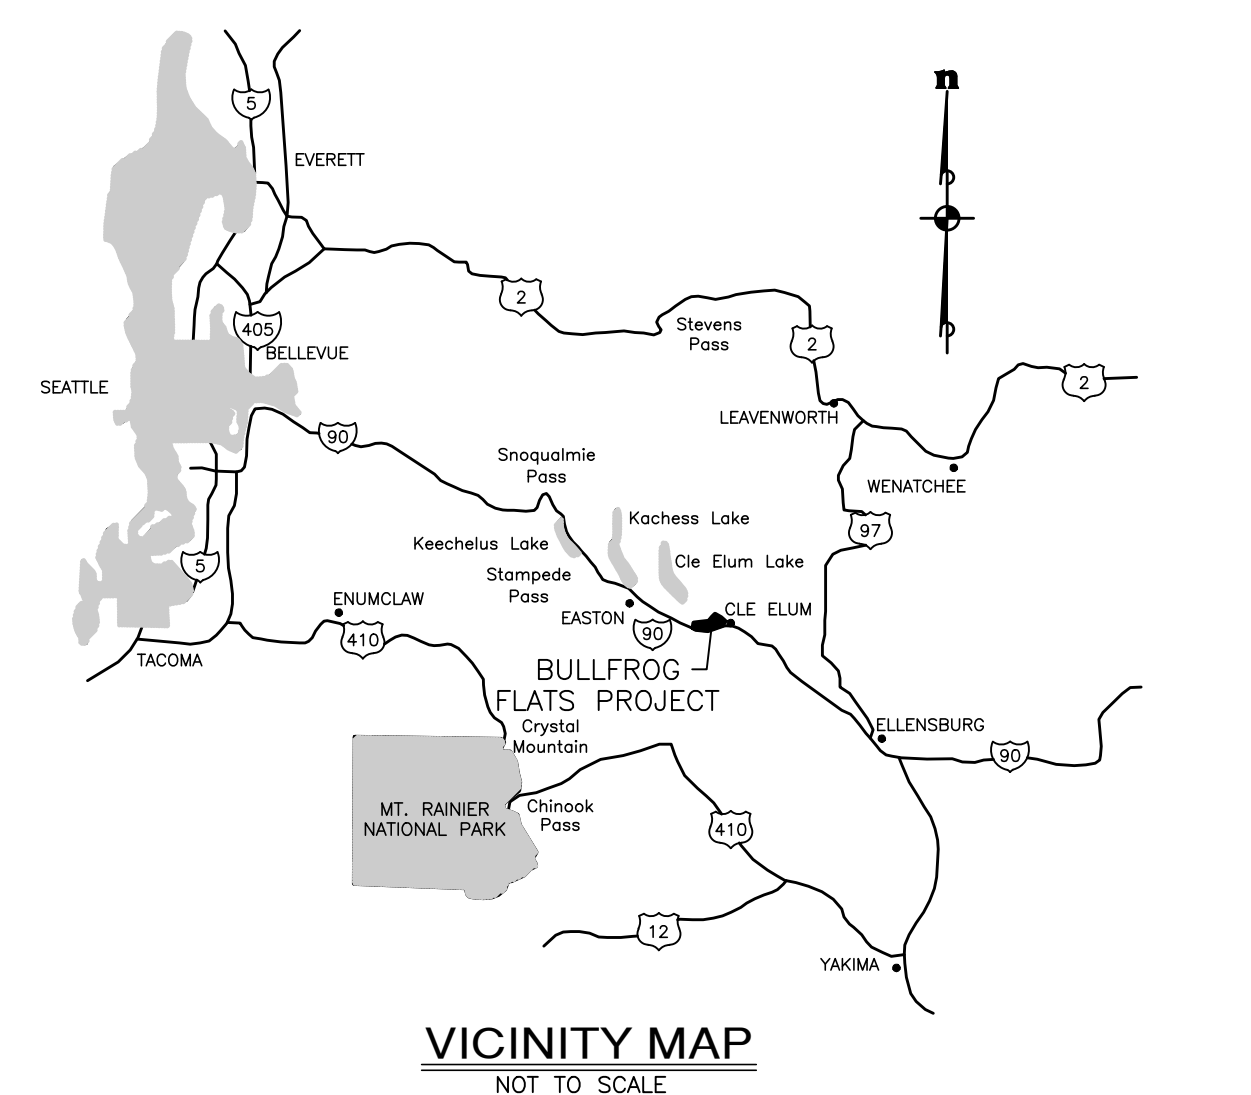 n
5
EVERETT
2
405
BELLEVUE
Stevens
Pass
2
SEATTLE
2
LEAVENWORTH
90
Snoqualmie
Pass
WENATCHEE
Kachess Lake
97
Keechelus Lake
Cle Elum Lake
5
Stampede
Pass
ENUMCLAW
EASTON
CLE ELUM
410
90
TACOMA
BULLFROG
FLATS PROJECT
Crystal
Mountain
ELLENSBURG
90
MT. RAINIER
NATIONAL PARK
Chinook
Pass
410
12
YAKIMA
VICINITY MAP
NOT TO SCALE